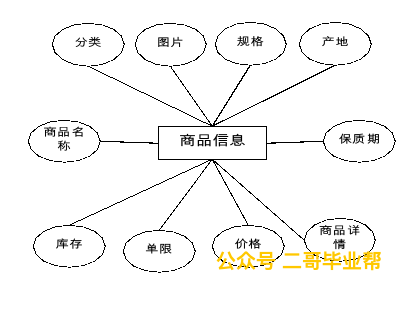 分类
图片
规格
产地
商品名
称
商品信息
保质期
库存
单限
价格
商品详
情
公众号 二哥毕业帮